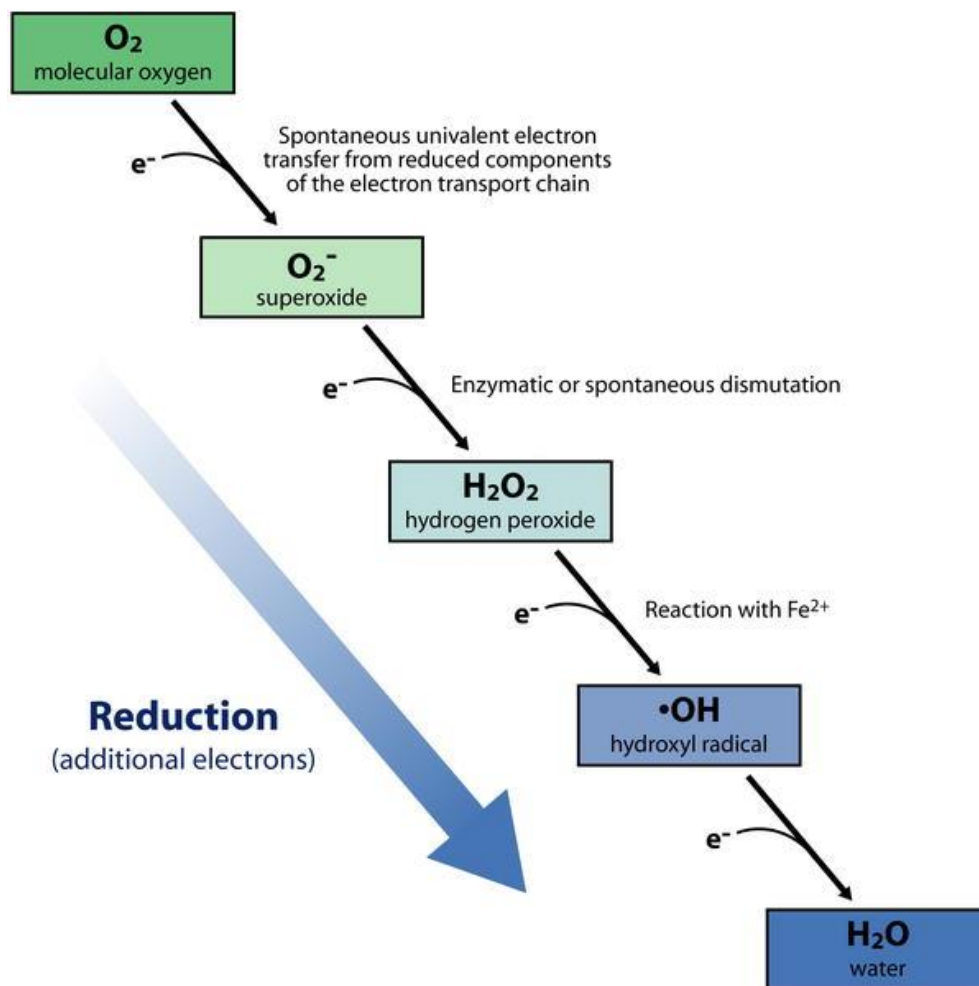 O₂
molecular oxygen
e⁻
Spontaneous univalent electron
transfer from reduced components
of the electron transport chain
O₂⁻
superoxide
e⁻
Enzymatic or spontaneous dismutation
H₂O₂
hydrogen peroxide
e⁻
Reaction with Fe²⁺
•OH
hydroxyl radical
Reduction
(additional electrons)
e⁻
H₂O
water